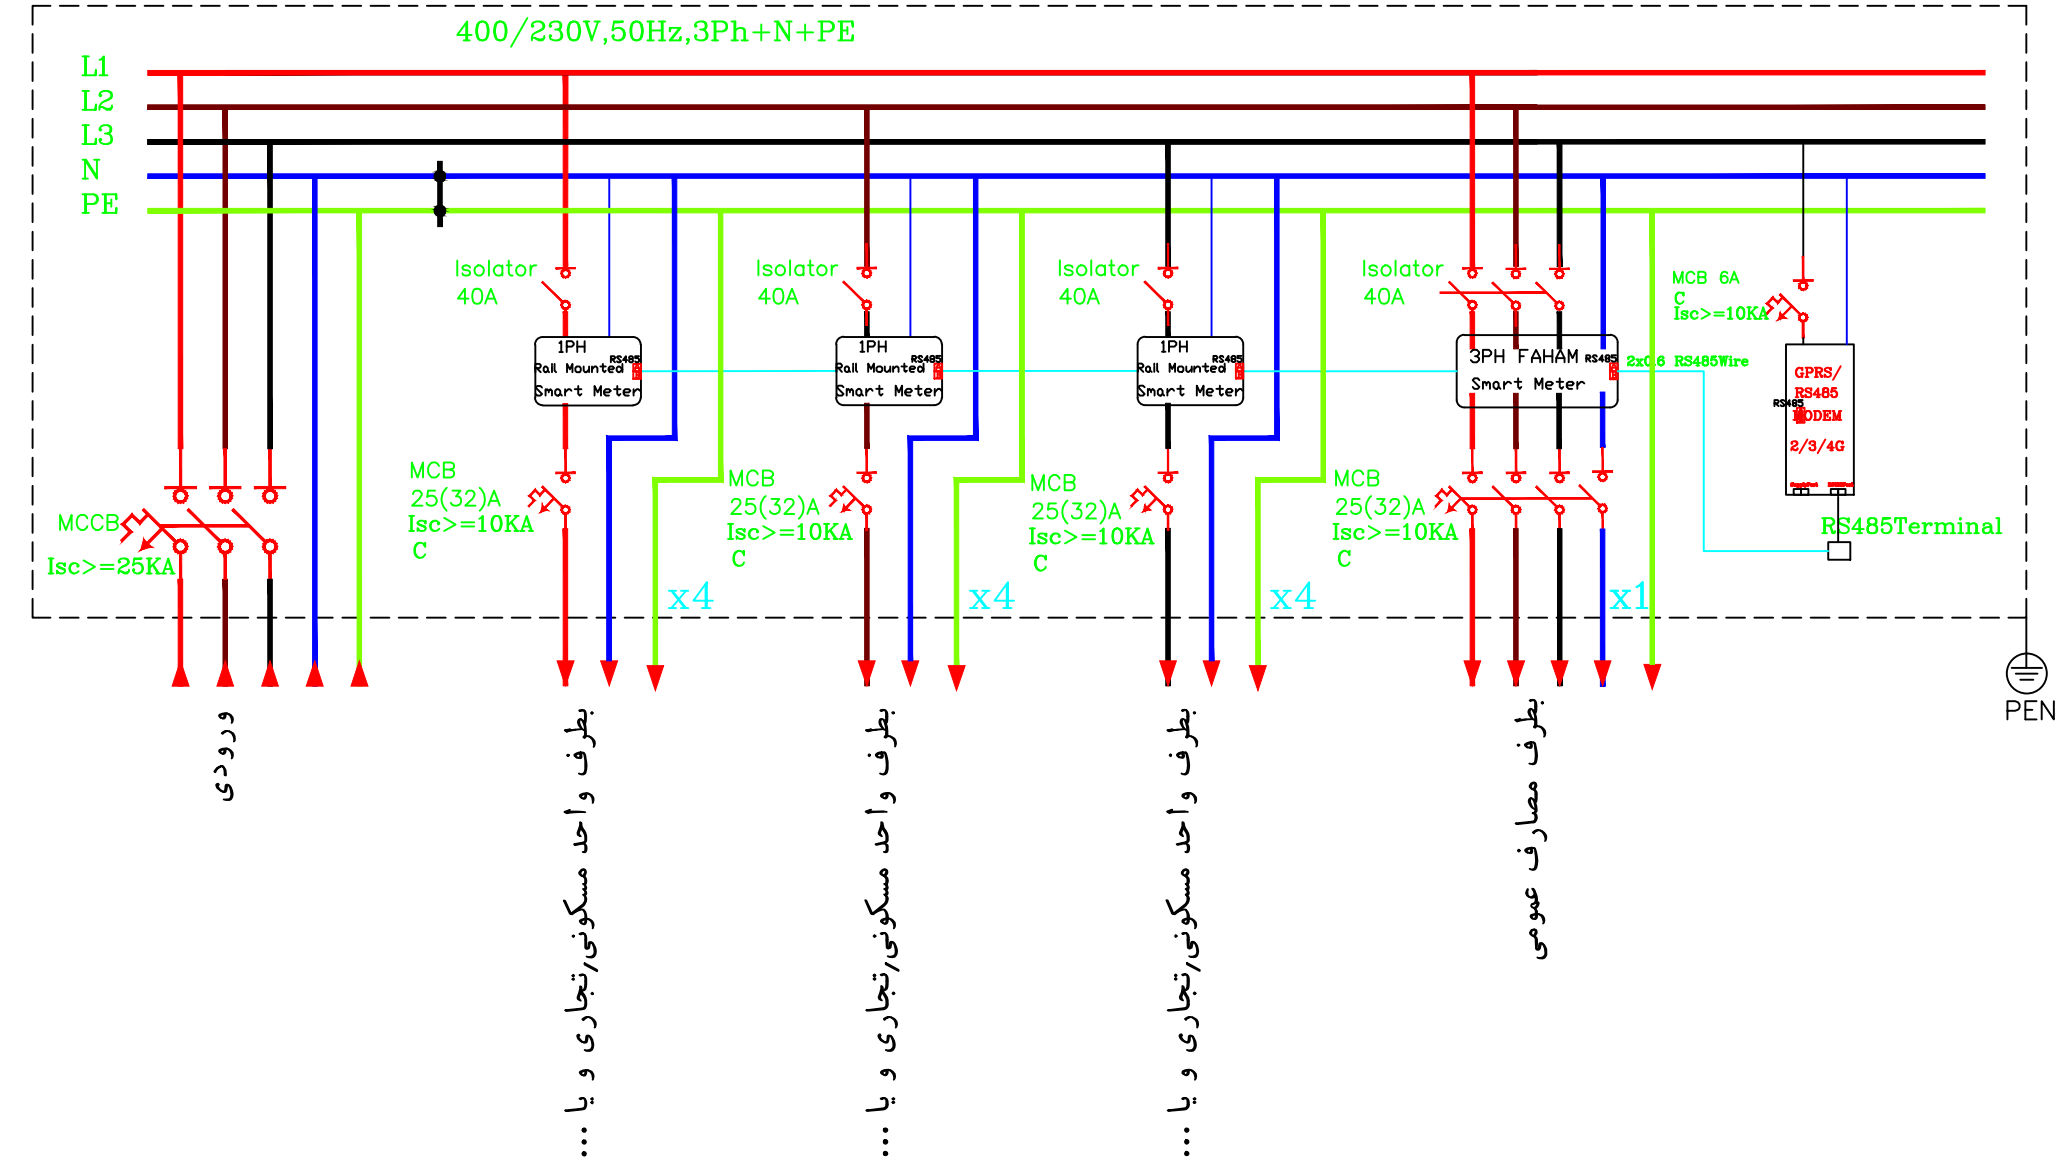 400/230V,50Hz,3Ph+N+PE
L1
L2
L3
N
PE
Isolator
40A
Isolator
40A
Isolator
40A
Isolator
40A
MCB 6A
C
Isc>=10KA
1PH
RS485
Rail Mounted
Smart Meter
1PH
RS485
Rail Mounted
Smart Meter
1PH
RS485
Rail Mounted
Smart Meter
3PH FAHAM
RS485
Smart Meter
2x0.6 RS485Wire
GPRS/
RS485
RS485
MODEM
2/3/4G
MCCB
Isc>=25KA
MCB
25(32)A
Isc>=10KA
C
MCB
25(32)A
Isc>=10KA
C
MCB
25(32)A
Isc>=10KA
C
MCB
25(32)A
Isc>=10KA
C
RS485Terminal
x4
x4
x4
x1
PEN
ورودی
بطرف واحد مسکونی,تجاری و یا ...
بطرف واحد مسکونی,تجاری و یا ...
بطرف واحد مسکونی,تجاری و یا ...
بطرف مصارف عمومی